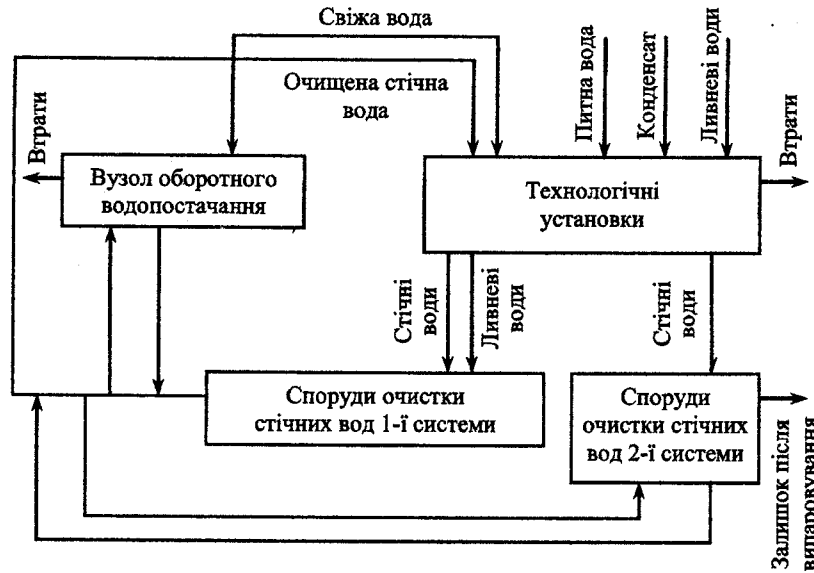 Свіжа вода
Очищена стічна
вода
Питна вода
Конденсат
Ливневі води
Втрати
Втрати
Вузол оборотного
водопостачання
Технологічні
установки
Стічні
води
Ливневі
води
Стічні
води
Споруди очистки
стічних вод 1-ї системи
Споруди
очистки стічних
вод 2-ї системи
Залишок після
випаровування